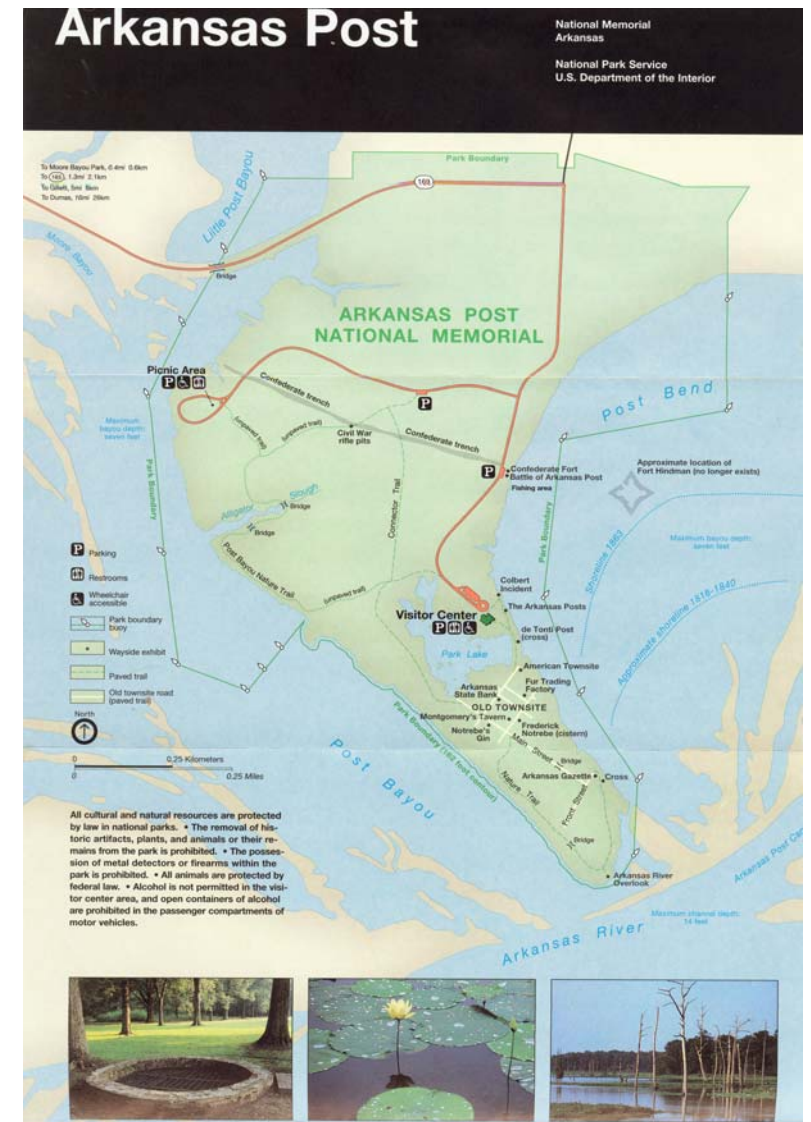 Arkansas Post
National Memorial
Arkansas
National Park Service
U.S. Department of the Interior
To Moore Bayou Park, 0.4mi 0.6km
To 165, 1.3mi 2.1km
To Gillett, 5mi 8km
To Dumas, 16mi 26km
Park Boundary
169
Little Post Bayou
Moore Bayou
Bridge
ARKANSAS POST
NATIONAL MEMORIAL
Picnic Area
P
Confederate trench
P
Post Bend
Maximum
bayou depth:
seven feet
(unpaved trail)
(unpaved trail)
Civil War
rifle pits
Confederate trench
Park Boundary
P
Confederate Fort
Battle of Arkansas Post
Fishing area
Approximate location of
Fort Hindman (no longer exists)
Alligator Slough
Bridge
Bridge
Connector Trail
Park Boundary
Shoreline 1863
Maximum bayou depth:
seven feet
Post Bayou Nature Trail
(unpaved trail)
Approximate shoreline 1818-1840
Colbert
Incident
The Arkansas Posts
Visitor Center
P
de Tonti Post
(cross)
Park Lake
American Townsite
Arkansas
State Bank
Fur Trading
Factory
OLD TOWNSITE
Montgomery's Tavern
Frederick
Notrebe (cistern)
Notrebe's
Gin
Main Street
Bridge
Arkansas Gazette
Cross
Nature Trail
Front Street
Bridge
Park Boundary (162 foot contour)
Arkansas River
Overlook
P Parking
Restrooms
Wheelchair
accessible
Park boundary
buoy
Wayside exhibit
Paved trail
Old townsite road
(paved trail)
North
0 0.25 Kilometers
0 0.25 Miles
Post Bayou
Arkansas River
Arkansas Post Ca
Maximum channel depth:
14 feet
All cultural and natural resources are protected
by law in national parks. • The removal of his-
toric artifacts, plants, and animals or their re-
mains from the park is prohibited. • The posses-
sion of metal detectors or firearms within the
park is prohibited. • All animals are protected by
federal law. • Alcohol is not permitted in the visi-
tor center area, and open containers of alcohol
are prohibited in the passenger compartments of
motor vehicles.